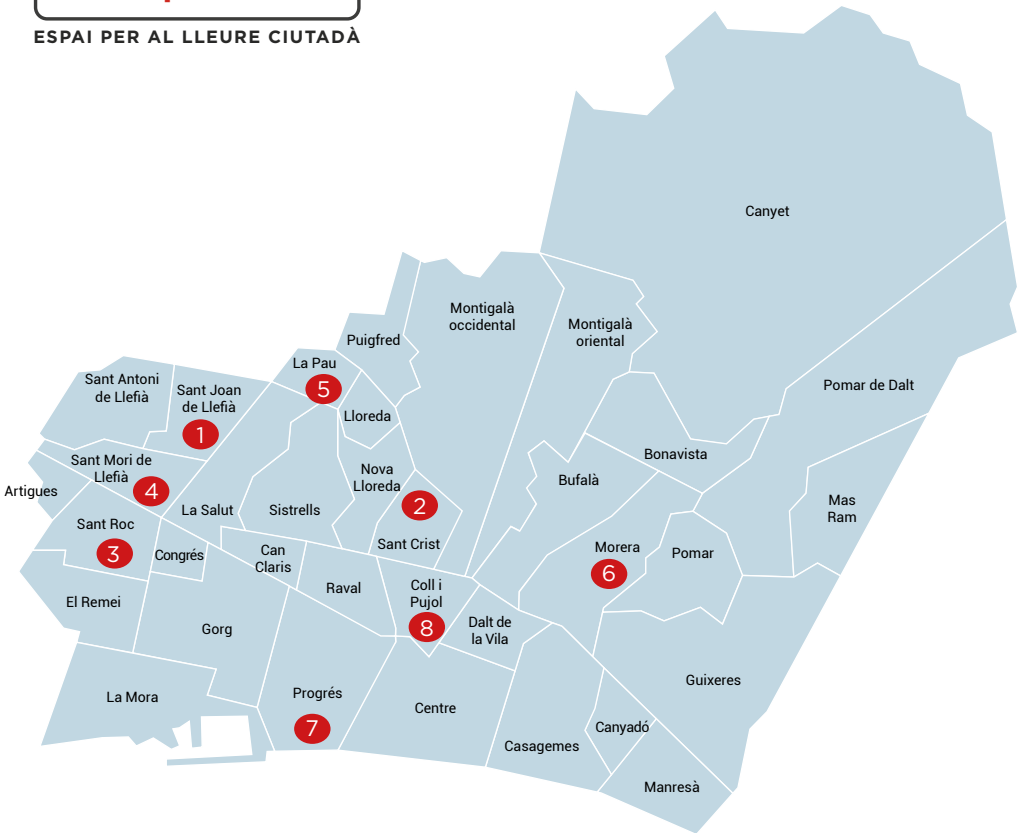 ESPAI PER AL LLEURE CIUTADÀ
Canyet
Montigalà
occidental
Montigalà
oriental
Puigfred
La Pau
5
Sant Antoni
de Llefià
Sant Joan
de Llefià
1
Lloreda
Pomar de Dalt
Bonavista
Sant Mori de
Llefià
4
Artigues
Nova
Lloreda
2
Bufalà
La Salut
Sistrells
Mas
Ram
Sant Roc
3
Congrés
Can
Claris
Sant Crist
Morera
6
Pomar
El Remei
Raval
Coll i
Pujol
8
Gorg
Dalt de
la Vila
La Mora
Progrés
7
Centre
Guixeres
Casagemes
Canyadó
Manresà